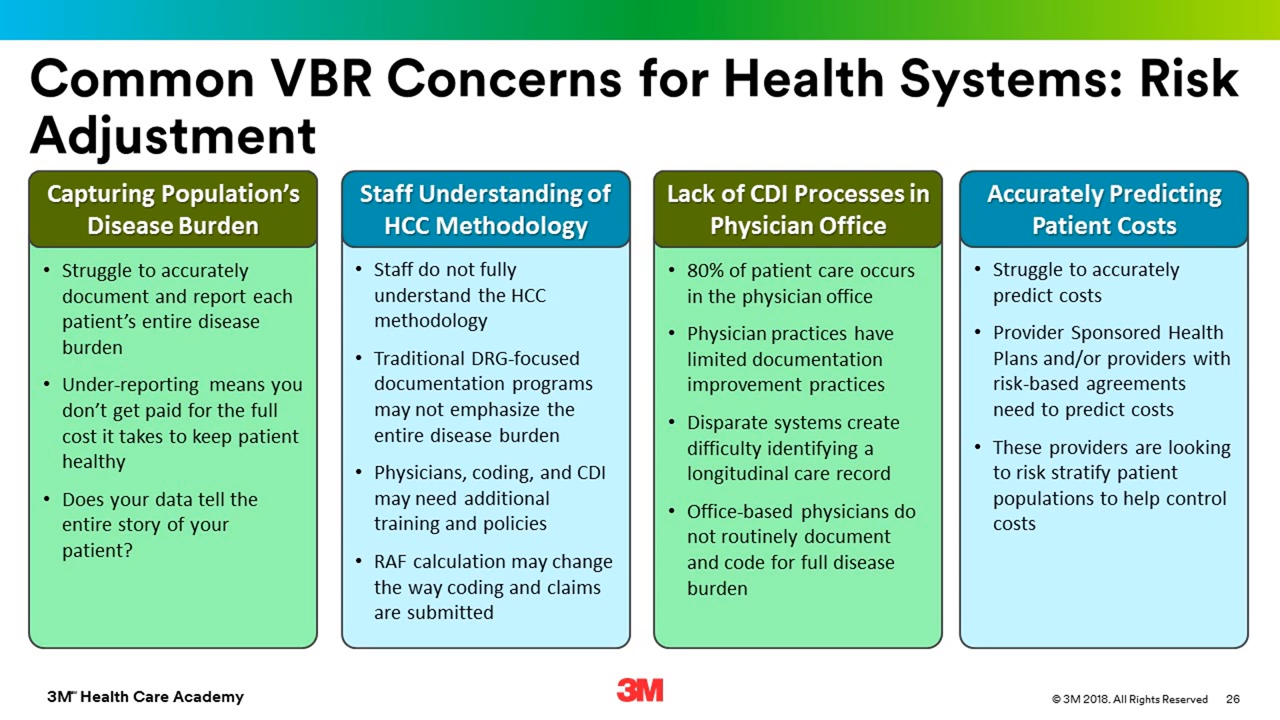 Common VBR Concerns for Health Systems: Risk
Adjustment
Capturing Population’s
Disease Burden
• Struggle to accurately
document and report each
patient’s entire disease
burden
• Under-reporting means you
don’t get paid for the full
cost it takes to keep patient
healthy
• Does your data tell the
entire story of your
patient?
Staff Understanding of
HCC Methodology
• Staff do not fully
understand the HCC
methodology
• Traditional DRG-focused
documentation programs
may not emphasize the
entire disease burden
• Physicians, coding, and CDI
may need additional
training and policies
• RAF calculation may change
the way coding and claims
are submitted
Lack of CDI Processes in
Physician Office
• 80% of patient care occurs
in the physician office
• Physician practices have
limited documentation
improvement practices
• Disparate systems create
difficulty identifying a
longitudinal care record
• Office-based physicians do
not routinely document
and code for full disease
burden
Accurately Predicting
Patient Costs
• Struggle to accurately
predict costs
• Provider Sponsored Health
Plans and/or providers with
risk-based agreements
need to predict costs
• These providers are looking
to risk stratify patient
populations to help control
costs
3M™ Health Care Academy
3M
© 3M 2018. All Rights Reserved 26